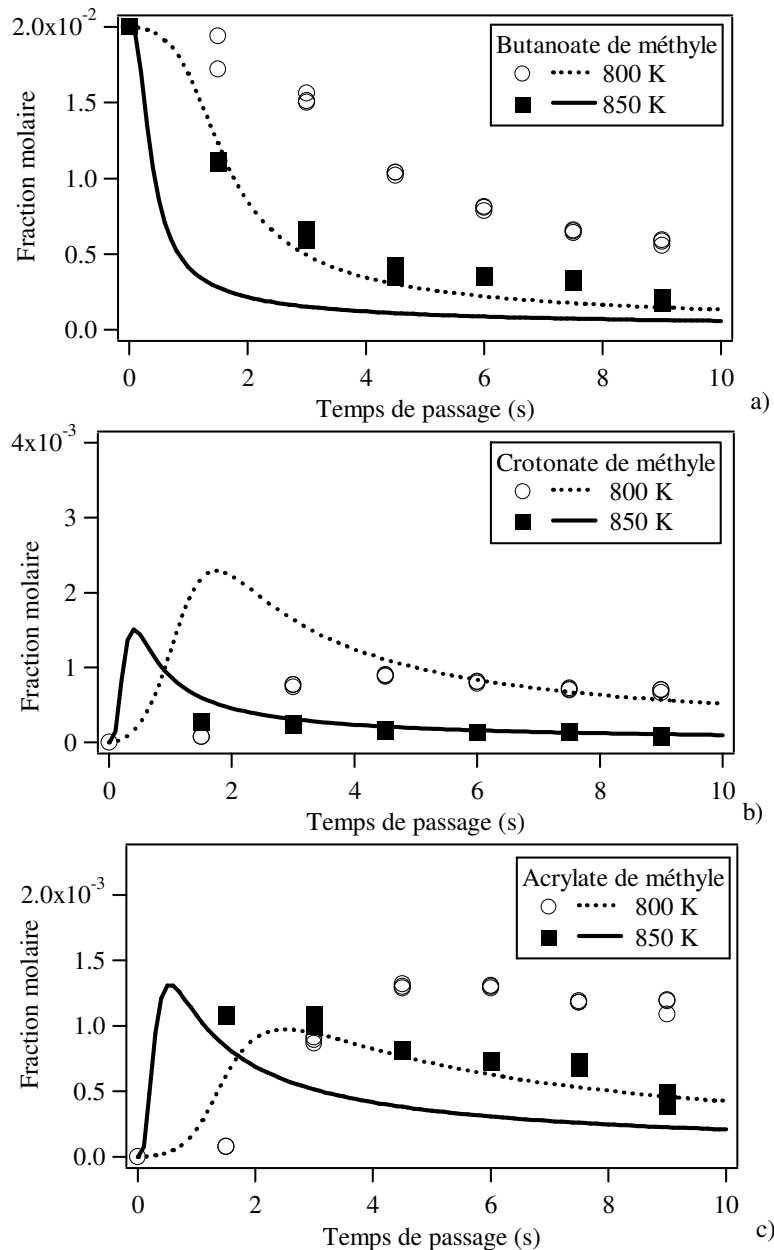 2.0x10-2
1.5
1.0
0.5
0.0
Fraction molaire
Butanoate de méthyle
800 K
850 K
0 2 4 6 8 10
Temps de passage (s)
a)
4x10-3
3
2
1
0
Fraction molaire
Crotonate de méthyle
800 K
850 K
0 2 4 6 8 10
Temps de passage (s)
b)
2.0x10-3
1.5
1.0
0.5
0.0
Fraction molaire
Acrylate de méthyle
800 K
850 K
0 2 4 6 8 10
Temps de passage (s)
c)